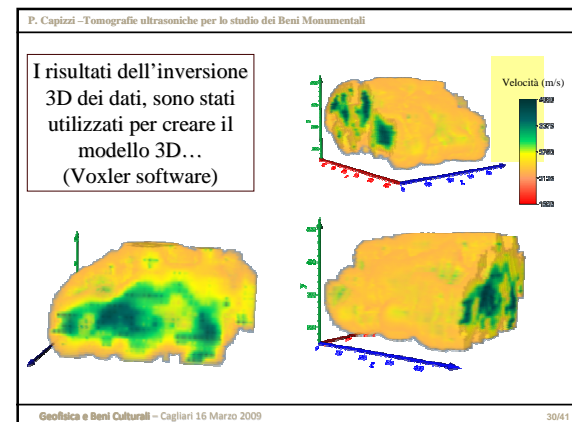 P. Capizzi –Tomografie ultrasoniche per lo studio dei Beni Monumentali
I risultati dell’inversione
3D dei dati, sono stati
utilizzati per creare il
modello 3D…
(Voxler software)
Velocità (m/s)
Geofisica e Beni Culturali – Cagliari 16 Marzo 2009
30/41